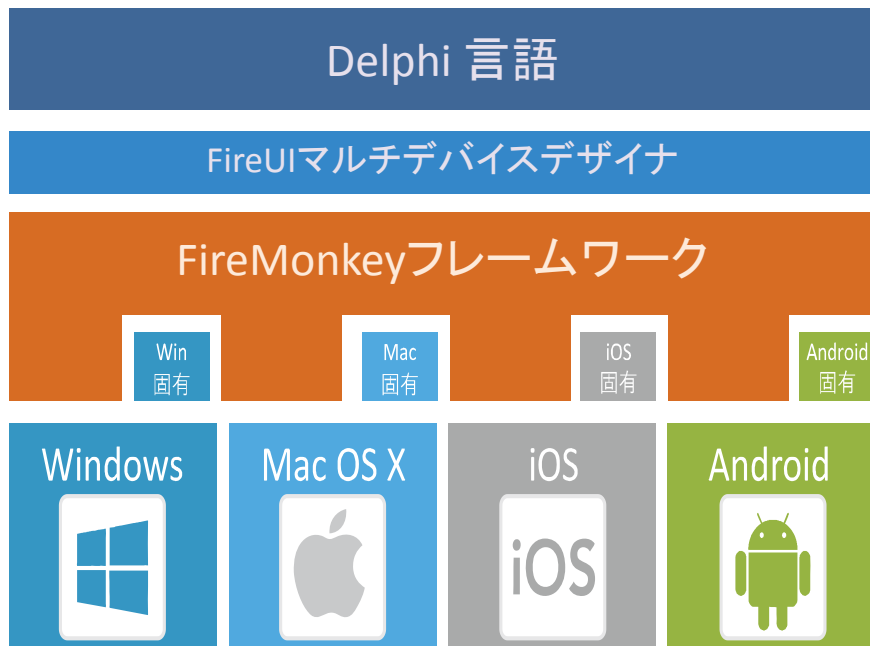 Delphi 言語
FireUIマルチデバイスデザイナ
FireMonkeyフレームワーク
Win
固有
Mac
固有
iOS
固有
Android
固有
Windows
Mac OS X
iOS
Android
iOS